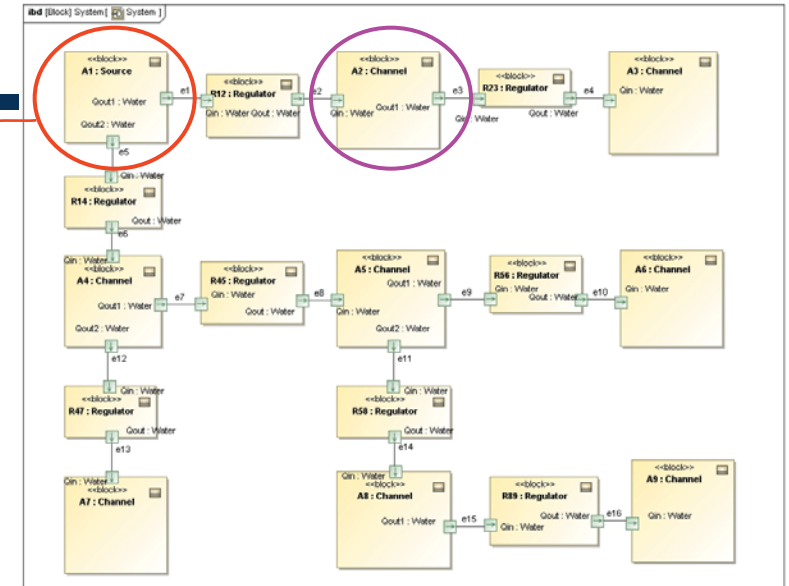 ibd [Block] System [ System ]
<<block>>
A1 : Source
Qout1 : Water
Qout2 : Water
e1
<<block>>
R12 : Regulator
Qin : Water Qout : Water
e2
<<block>>
A2 : Channel
Qin : Water
Qout1 : Water
e3
<<block>>
R23 : Regulator
Qin : Water
Qout : Water
e4
<<block>>
A3 : Channel
Qin : Water
e5
Qin : Water
<<block>>
R14 : Regulator
Qout : Water
e6
Qin : Water
<<block>>
A4 : Channel
Qout1 : Water
Qout2 : Water
e7
<<block>>
R45 : Regulator
Qin : Water
Qout : Water
e8
<<block>>
A5 : Channel
Qout1 : Water
Qin : Water
Qout2 : Water
e9
<<block>>
R56 : Regulator
Qin : Water
Qout : Water
e10
<<block>>
A6 : Channel
Qin : Water
e12
Qin : Water
<<block>>
R47 : Regulator
Qout : Water
e13
Qin : Water
<<block>>
A7 : Channel
e11
Qin : Water
<<block>>
R58 : Regulator
Qout : Water
e14
Qin : Water
<<block>>
A8 : Channel
Qout1 : Water
e15
<<block>>
R89 : Regulator
Qout : Water
Qin : Water
e16
<<block>>
A9 : Channel
Qin : Water